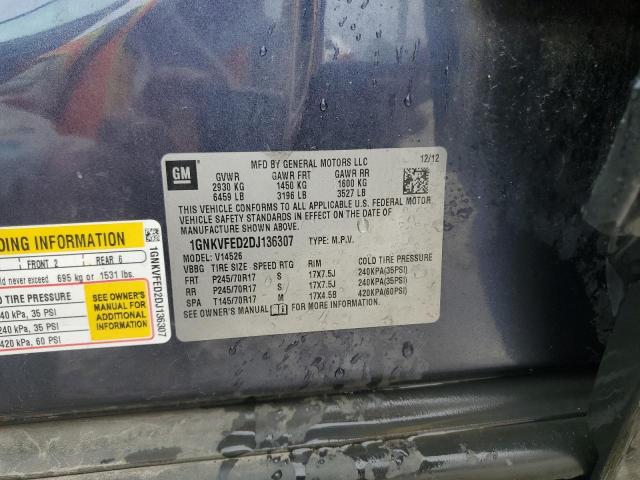 GM
MFD BY GENERAL MOTORS LLC
12/12
GVWR GAWR FRT GAWR RR
2930 KG 1450 KG 1600 KG
6459 LB 3196 LB 3527 LB
THIS VEHICLE CONFORMS TO ALL APPLICABLE U.S. FEDERAL MOTOR
VEHICLE SAFETY STANDARDS IN EFFECT ON THE DATE OF
MANUFACTURE SHOWN ABOVE.
1GNKVFED2DJ136307 TYPE: M.P.V.
MODEL: V14526
VBBG TIRE SIZE SPEED RTG RIM COLD TIRE PRESSURE
FRT P245/70R17 S 17X7.5J 240KPA(35PSI)
RR P245/70R17 S 17X7.5J 240KPA(35PSI)
SPA T145/70R17 M 17X4.5B 420KPA(60PSI)
SEE OWNER'S MANUAL FOR MORE INFORMATION.
DING INFORMATION
FRONT 2 REAR 6
ld never exceed 695 kg or 1531 lbs.
COLD TIRE PRESSURE
40 kPa, 35 PSI
240 kPa, 35 PSI
420 kPa, 60 PSI
SEE OWNER'S
MANUAL FOR
ADDITIONAL
INFORMATION
1GNKVFED2DJ136307